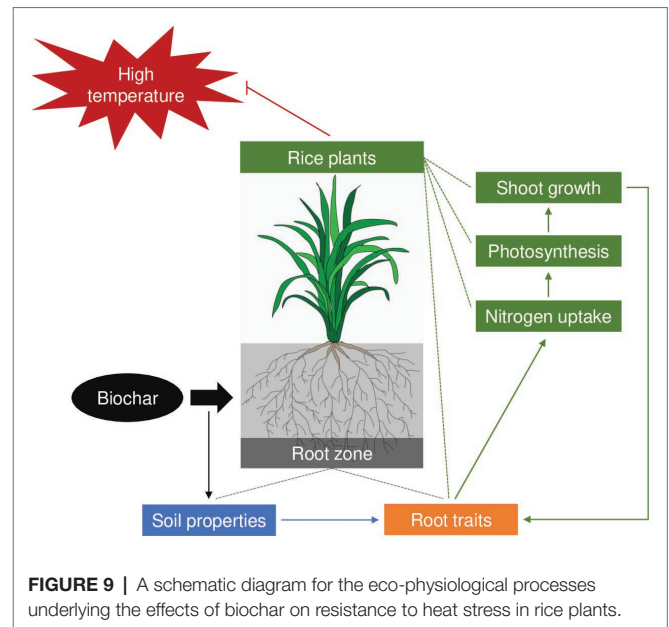 High
temperature
Rice plants
Shoot growth
Photosynthesis
Nitrogen uptake
Biochar
Root zone
Soil properties
Root traits
FIGURE 9 | A schematic diagram for the eco-physiological processes
underlying the effects of biochar on resistance to heat stress in rice plants.